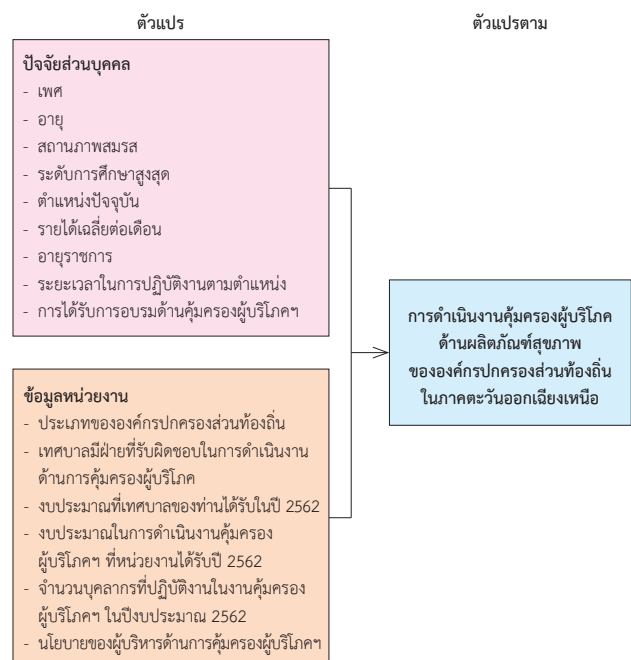 ตัวแปร
ปัจจัยส่วนบุคคล
- เพศ
- อายุ
- สถานภาพสมรส
- ระดับการศึกษาสูงสุด
- ตำแหน่งปัจจุบัน
- รายได้เฉลี่ยต่อเดือน
- อายุราชการ
- ระยะเวลาในการปฏิบัติงานตามตำแหน่ง
- การได้รับการอบรมด้านคุ้มครองผู้บริโภคฯ
ข้อมูลหน่วยงาน
- ประเภทขององค์กรปกครองส่วนท้องถิ่น
- เทศบาลมีฝ่ายที่รับผิดชอบในการดำเนินงาน
ด้านการคุ้มครองผู้บริโภค
- งบประมาณที่เทศบาลของท่านได้รับในปี 2562
- งบประมาณในการดำเนินงานคุ้มครอง
ผู้บริโภคฯ ที่หน่วยงานได้รับปี 2562
- จำนวนบุคลากรที่ปฏิบัติงานในงานคุ้มครอง
ผู้บริโภคฯ ในปีงบประมาณ 2562
- นโยบายของผู้บริหารด้านการคุ้มครองผู้บริโภคฯ
ตัวแปรตาม
การดำเนินงานคุ้มครองผู้บริโภค
ด้านผลิตภัณฑ์สุขภาพ
ขององค์กรปกครองส่วนท้องถิ่น
ในภาคตะวันออกเฉียงเหนือ